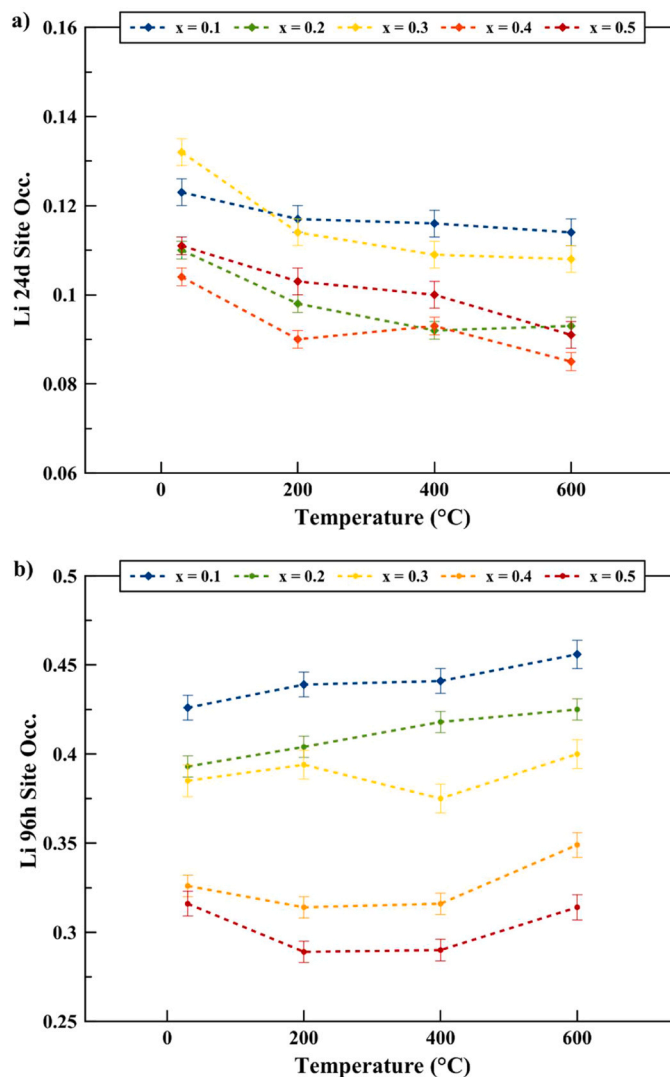 a)
x = 0.1 x = 0.2 x = 0.3 x = 0.4 x = 0.5
0.16
0.14
0.12
0.1
0.08
0.06
Li 24d Site Occ.
0 200 400 600
Temperature (°C)
b)
x = 0.1 x = 0.2 x = 0.3 x = 0.4 x = 0.5
0.5
0.45
0.4
0.35
0.3
0.25
Li 96h Site Occ.
0 200 400 600
Temperature (°C)